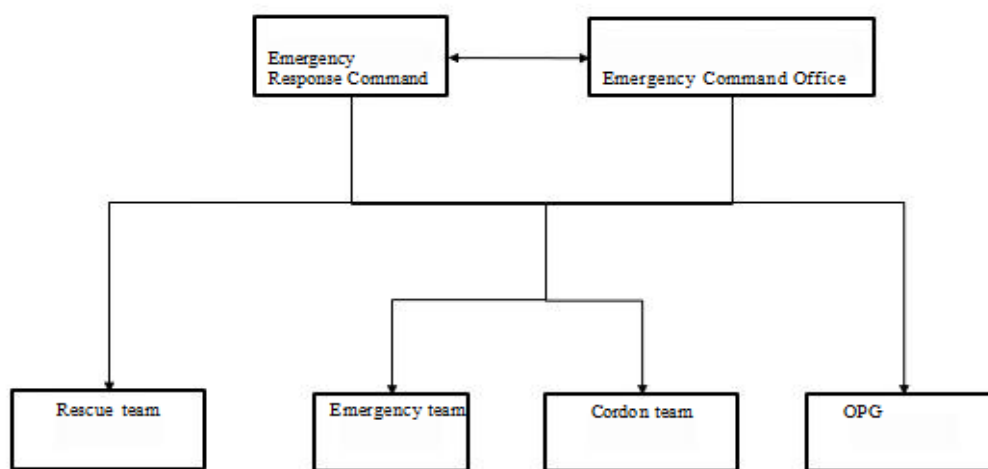 Emergency
Response Command
Emergency Command Office
Rescue team
Emergency team
Cordon team
OPG